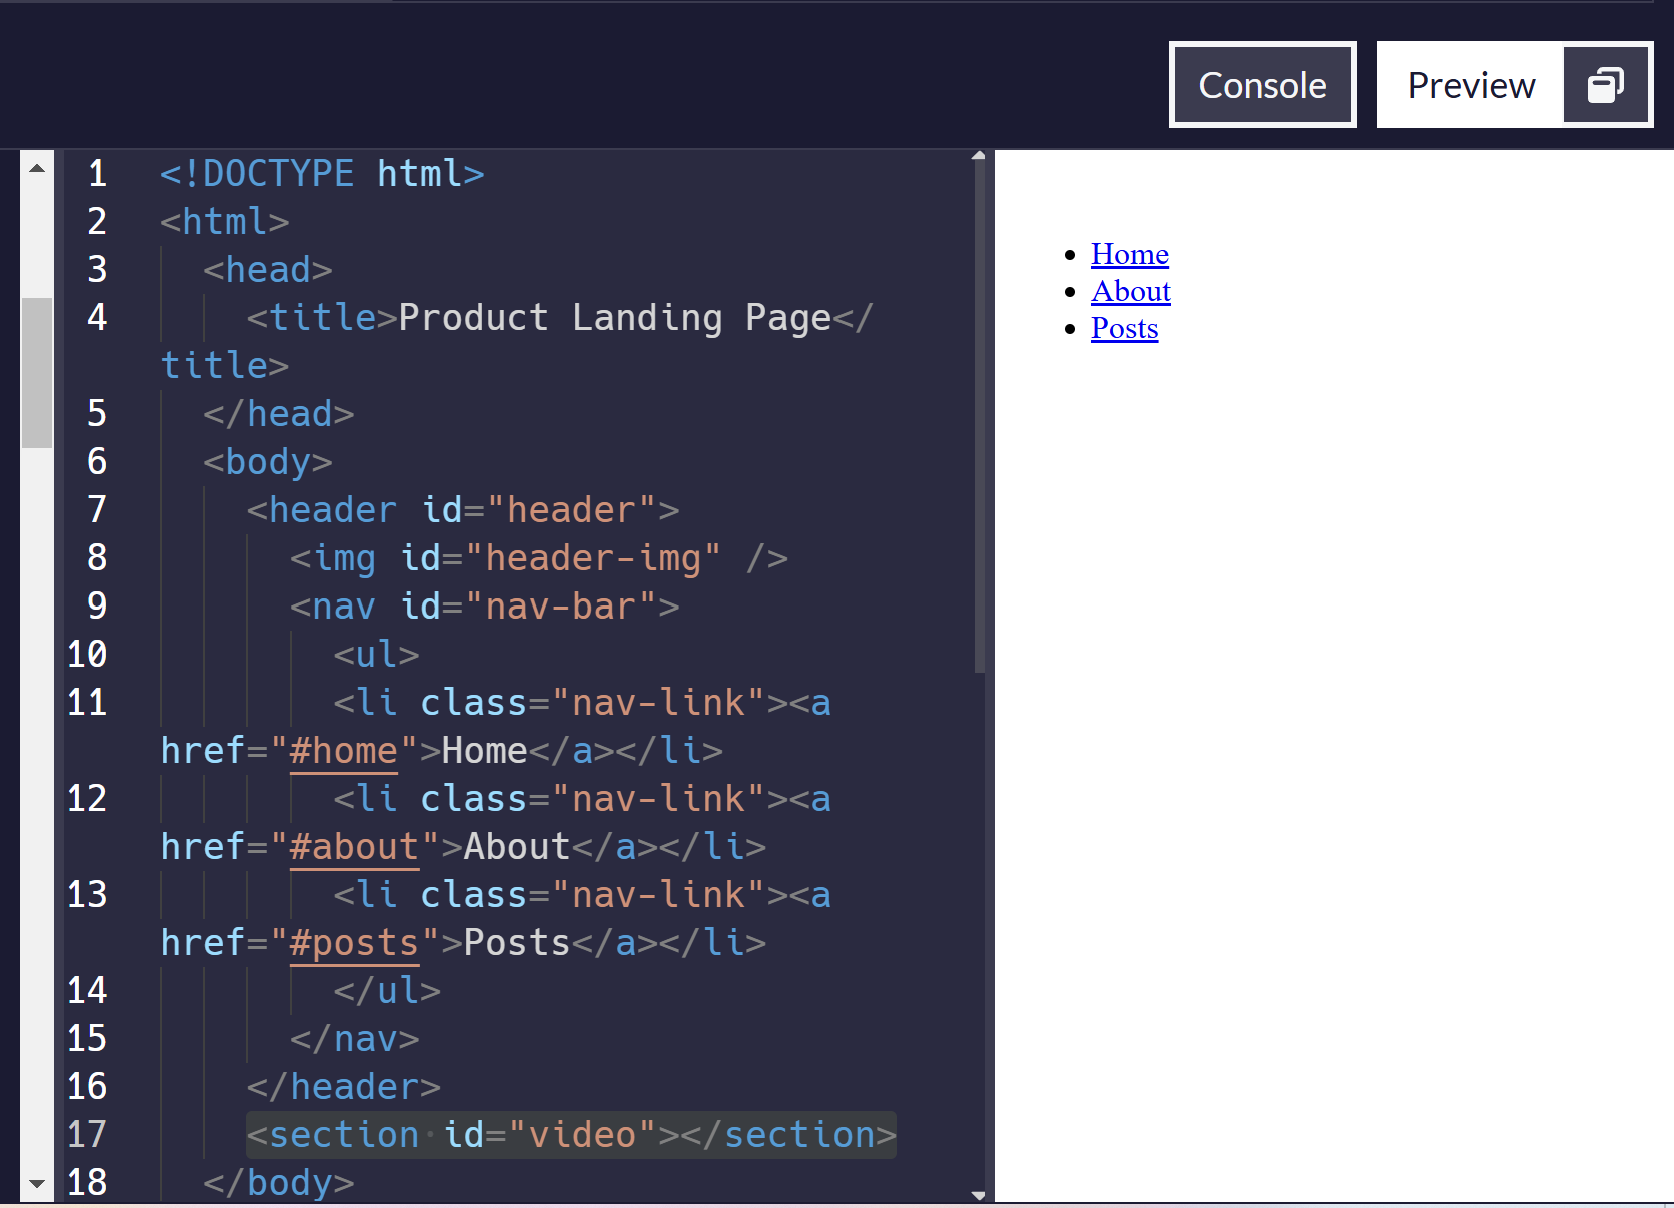 Console
Preview
1 <!DOCTYPE html>
2 <html>
3 <head>
4 <title>Product Landing Page</
title>
5 </head>
6 <body>
7 <header id="header">
8 <img id="header-img" />
9 <nav id="nav-bar">
10 <ul>
11 <li class="nav-link"><a
href="#home">Home</a></li>
12 <li class="nav-link"><a
href="#about">About</a></li>
13 <li class="nav-link"><a
href="#posts">Posts</a></li>
14 </ul>
15 </nav>
16 </header>
17 <section id="video"></section>
18 </body>
Home
About
Posts